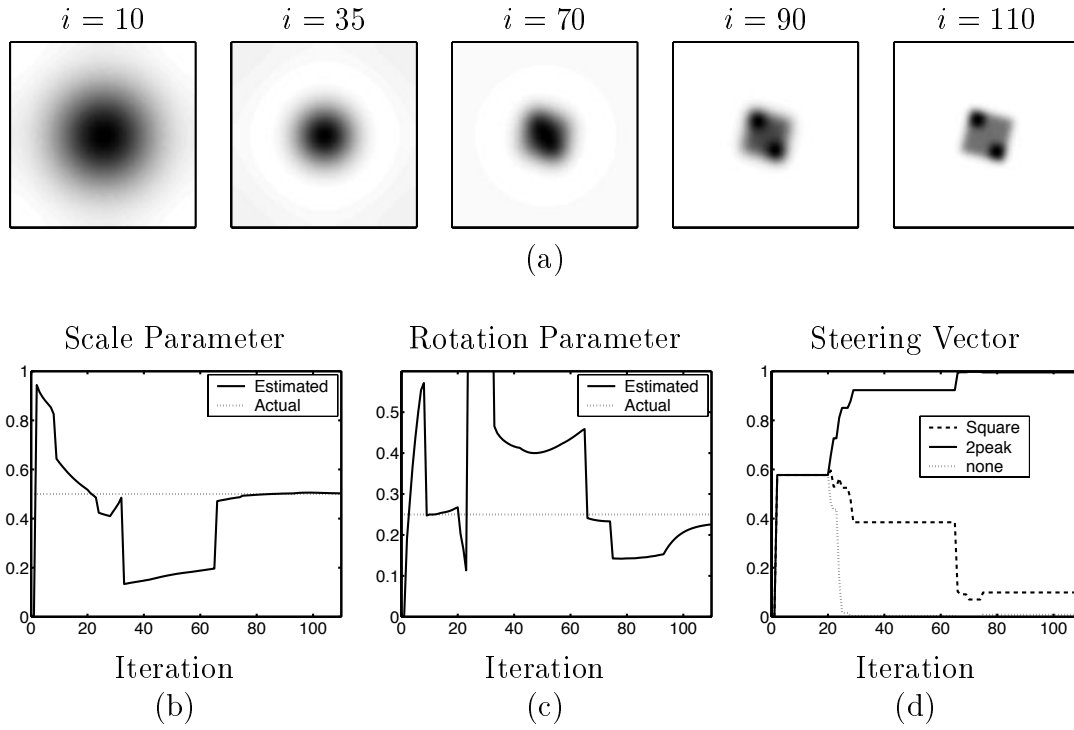 i = 10 i = 35 i = 70 i = 90 i = 110
(a)
Scale Parameter
1
0.8
0.6
0.4
0.2
0
0 20 40 60 80 100
Estimated
Actual
Iteration
(b)
Rotation Parameter
0.5
0.4
0.3
0.2
0.1
0
0 20 40 60 80 100
Estimated
Actual
Iteration
(c)
Steering Vector
1
0.8
0.6
0.4
0.2
0
0 20 40 60 80 100
Square
2peak
none
Iteration
(d)